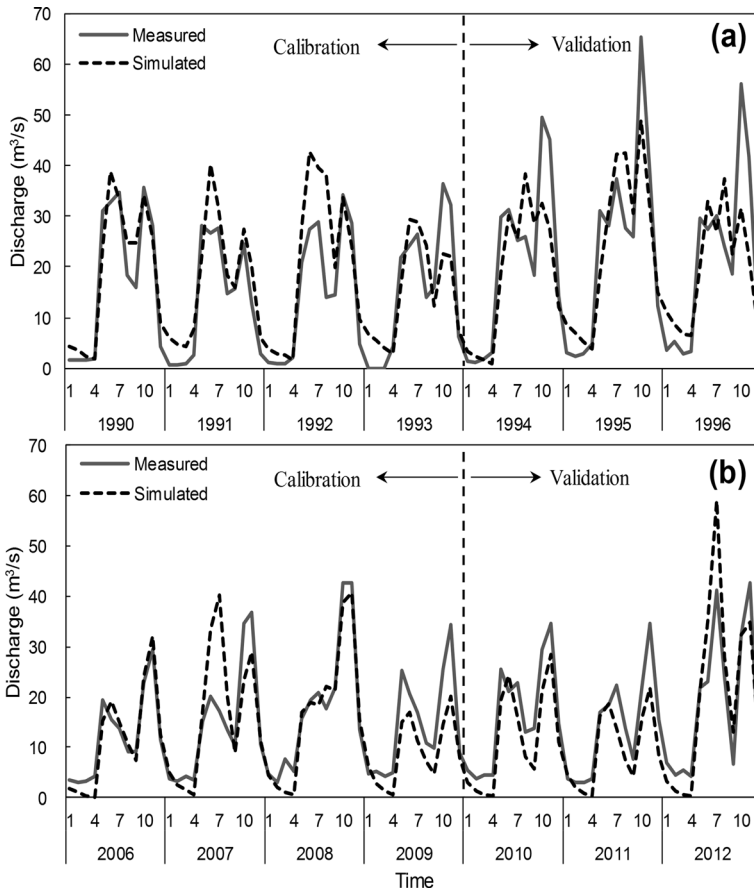 70
60
50
40
30
20
10
0
Discharge (m³/s)
Measured
Simulated
Calibration
Validation
(a)
1 4 7 10 1 4 7 10 1 4 7 10 1 4 7 10 1 4 7 10 1 4 7 10 1 4 7 10
1990 1991 1992 1993 1994 1995 1996
70
60
50
40
30
20
10
0
Discharge (m³/s)
Measured
Simulated
Calibration
Validation
(b)
1 4 7 10 1 4 7 10 1 4 7 10 1 4 7 10 1 4 7 10 1 4 7 10 1 4 7 10
2006 2007 2008 2009 2010 2011 2012
Time